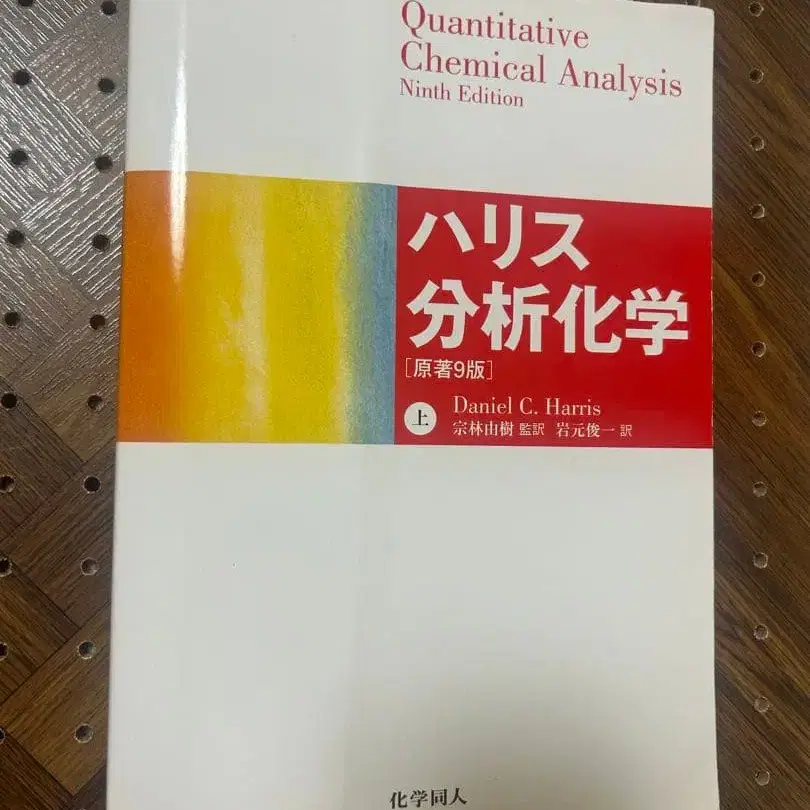 Quantitative
Chemical Analysis
Ninth Edition
ハリス
分析化学
[原著9版]
上
Daniel C. Harris
宗林由樹 監訳 岩元俊一 訳
化学同人